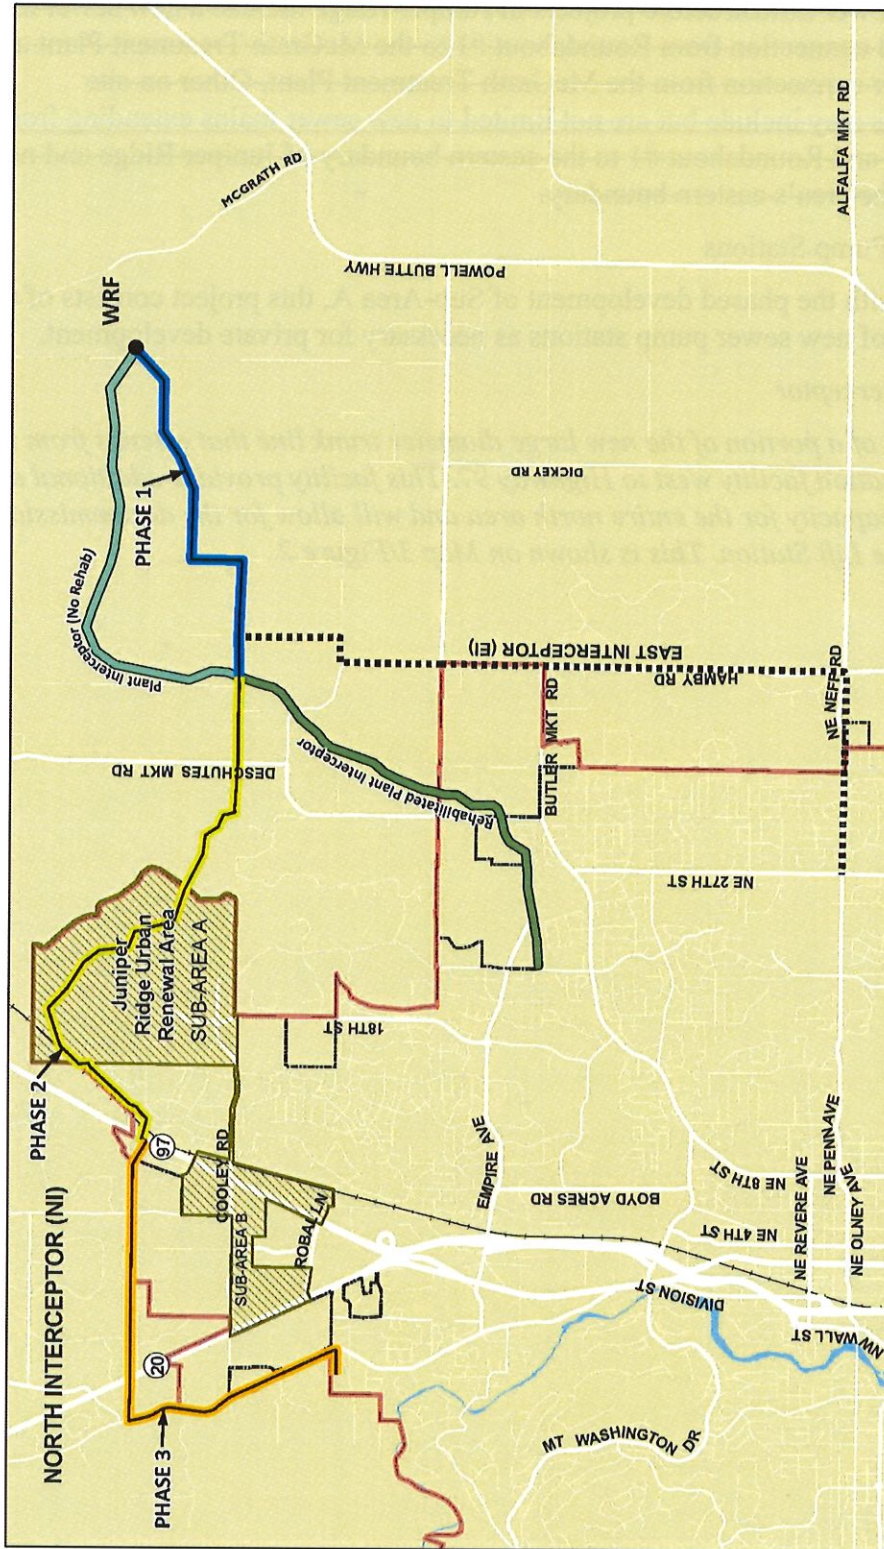 NORTH INTERCEPTOR (NI)
PHASE 3
20
97
PHASE 2
Juniper
Ridge Urban
Renewal Area
SUB-AREA A
COOLEY RD
SUB-AREA B
ROBAL LN
18TH ST
DESCHUTES MKT RD
Plant Interceptor (No Rehab)
PHASE 1
WRF
MCGRATH RD
POWELL BUTTE HWY
DICKEY RD
Rehabilitated Plant Interceptor
EAST INTERCEPTOR (EI)
HAMBY RD
BUTLER MKT RD
EMPIRE AVE
BOYD ACRES RD
NE 27TH ST
NE NEFF RD
ALFALFA MKT RD
MT WASHINGTON DR
DIVISION ST
NE 4TH ST
NE 8TH ST
NW WALL ST
NE REVERE AVE
NE PENN AVE
NE OLNEY AVE